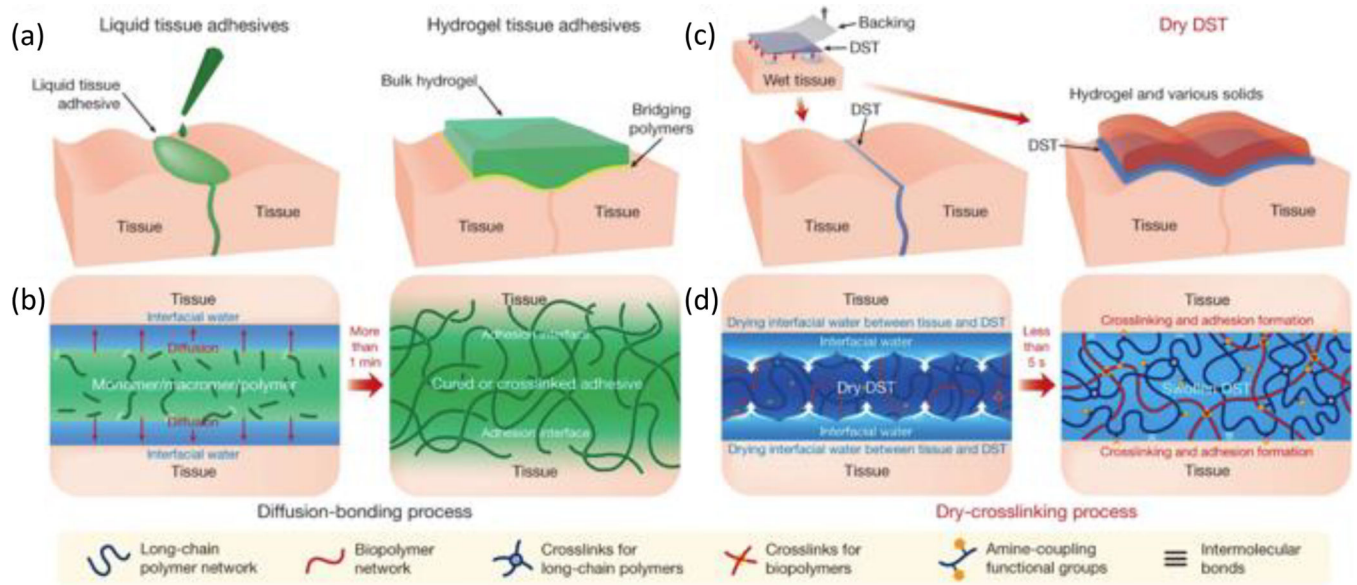 (a)
Liquid tissue adhesives
Liquid tissue
adhesive
Tissue
Tissue
Hydrogel tissue adhesives
Bulk hydrogel
Bridging
polymers
Tissue
Tissue
(c)
Backing
DST
Wet tissue
DST
Tissue
Tissue
Dry DST
Hydrogel and various solids
DST
Tissue
Tissue
(b)
Tissue
Interfacial water
Diffusion
Monomer/macromer/polymer
Diffusion
Interfacial water
Tissue
More
than
1 min
Tissue
Adhesion interface
Cured or crosslinked adhesive
Adhesion interface
Tissue
(d)
Tissue
Drying interfacial water between tissue and DST
Interfacial water
Dry DST
Interfacial water
Drying interfacial water between tissue and DST
Tissue
Less
than
5 s
Tissue
Crosslinking and adhesion formation
Swollen DST
Crosslinking and adhesion formation
Tissue
Diffusion-bonding process
Dry-crosslinking process
Long-chain
polymer network
Biopolymer
network
Crosslinks for
long-chain polymers
Crosslinks for
biopolymers
Amine-coupling
functional groups
Intermolecular
bonds